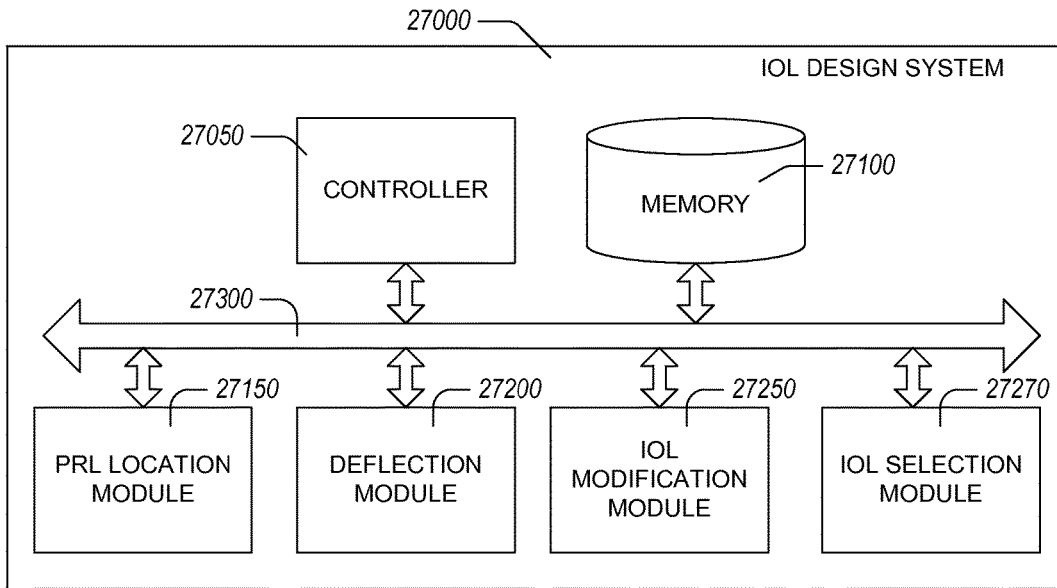 27000
IOL DESIGN SYSTEM
27050
CONTROLLER
MEMORY
27100
27300
27150
27200
27250
27270
PRL LOCATION
MODULE
DEFLECTION
MODULE
IOL
MODIFICATION
MODULE
IOL SELECTION
MODULE